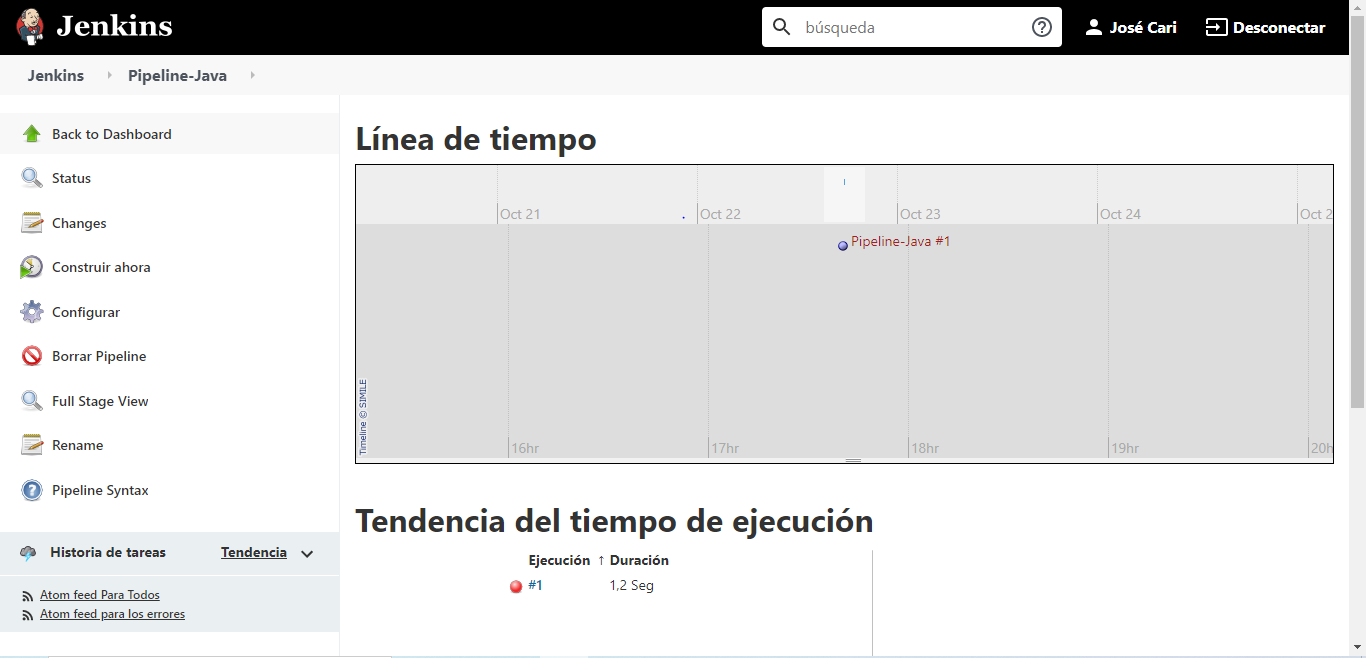 Jenkins
búsqueda
José Cari
Desconectar
Jenkins
Pipeline-Java
Back to Dashboard
Status
Changes
Construir ahora
Configurar
Borrar Pipeline
Full Stage View
Rename
Pipeline Syntax
Historia de tareas
Tendencia
Atom feed Para Todos
Atom feed para los errores
Línea de tiempo
Oct 21
Oct 22
Oct 23
Oct 24
Oct 2
Pipeline-Java #1
Timeline © SIMILE
16hr
17hr
18hr
19hr
20h
Tendencia del tiempo de ejecución
Ejecución ↑ Duración
#1 1,2 Seg